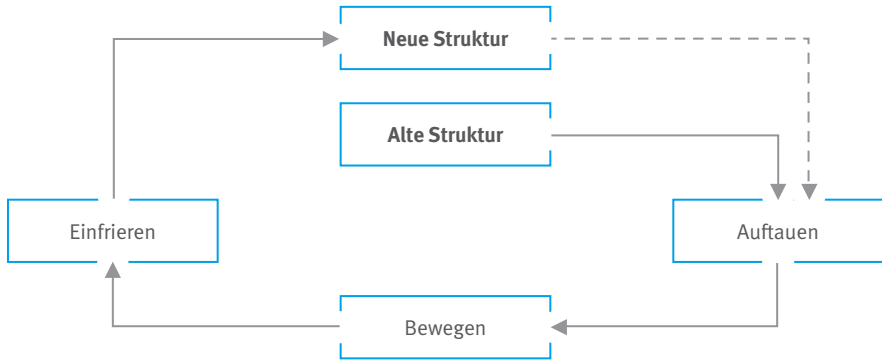 Neue Struktur
Alte Struktur
Einfrieren
Auftauen
Bewegen